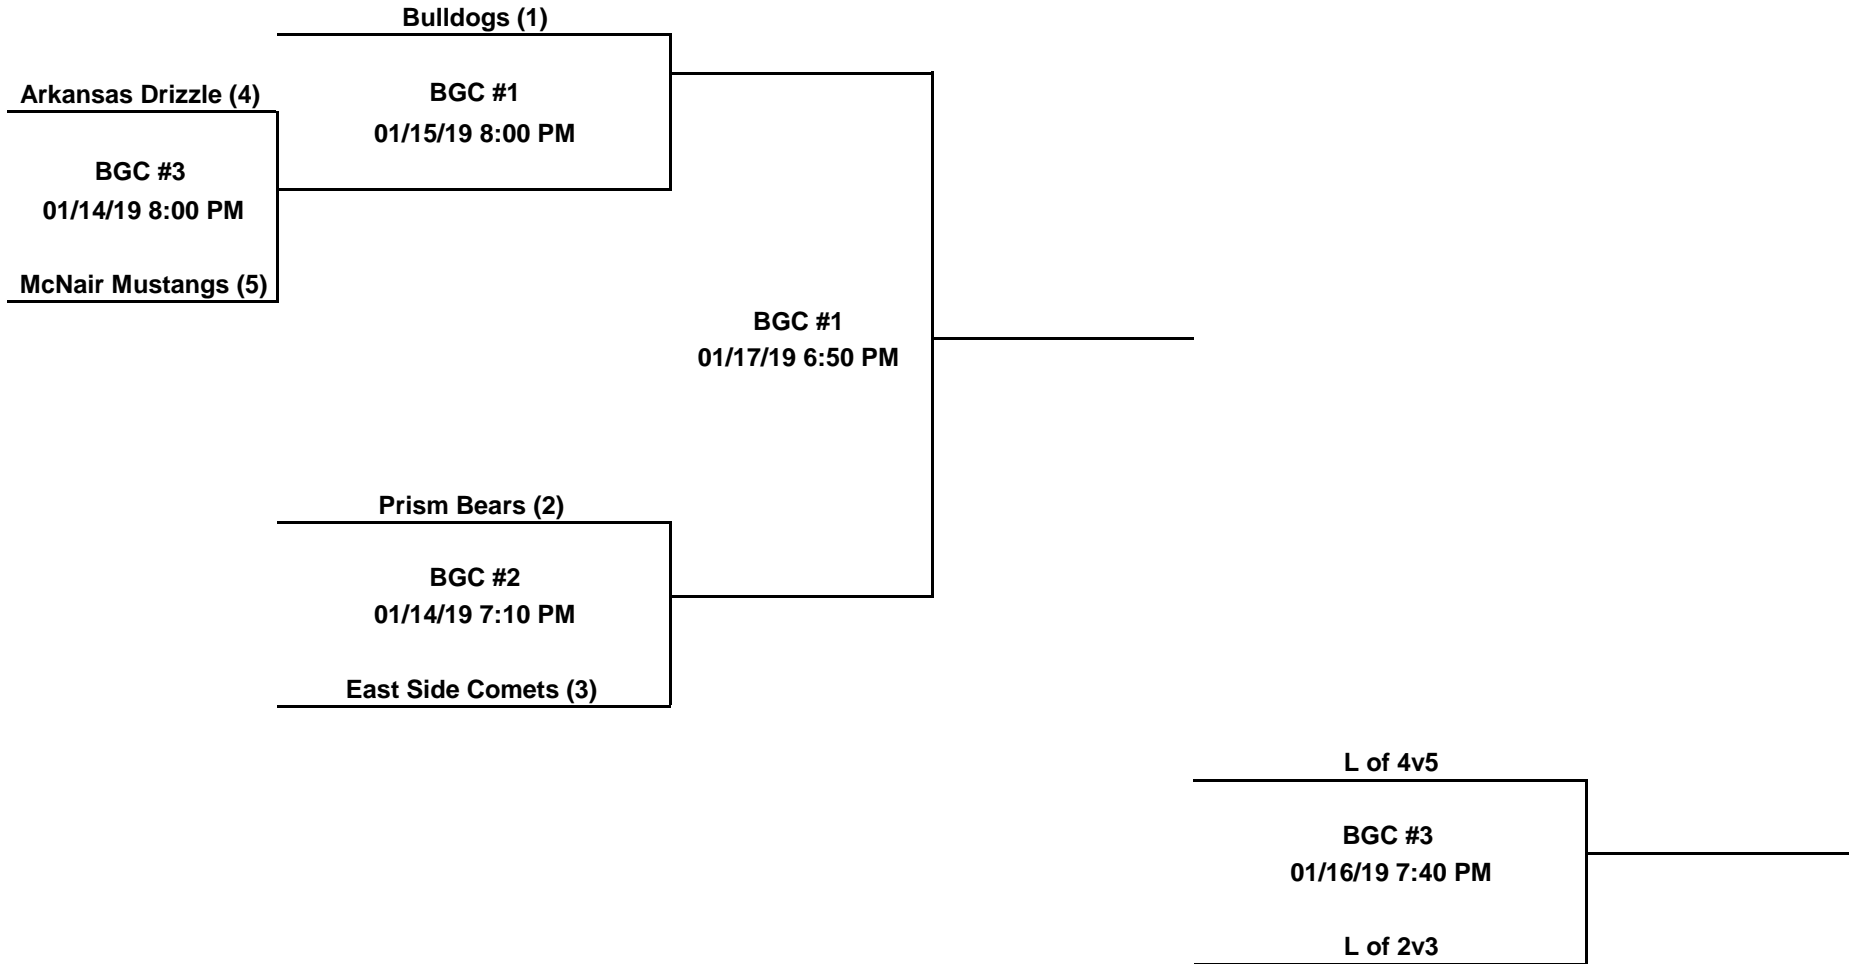 Bulldogs (1)
Arkansas Drizzle (4)
BGC #1
01/15/19 8:00 PM
BGC #3
01/14/19 8:00 PM
McNair Mustangs (5)
BGC #1
01/17/19 6:50 PM
Prism Bears (2)
BGC #2
01/14/19 7:10 PM
East Side Comets (3)
L of 4v5
BGC #3
01/16/19 7:40 PM
L of 2v3